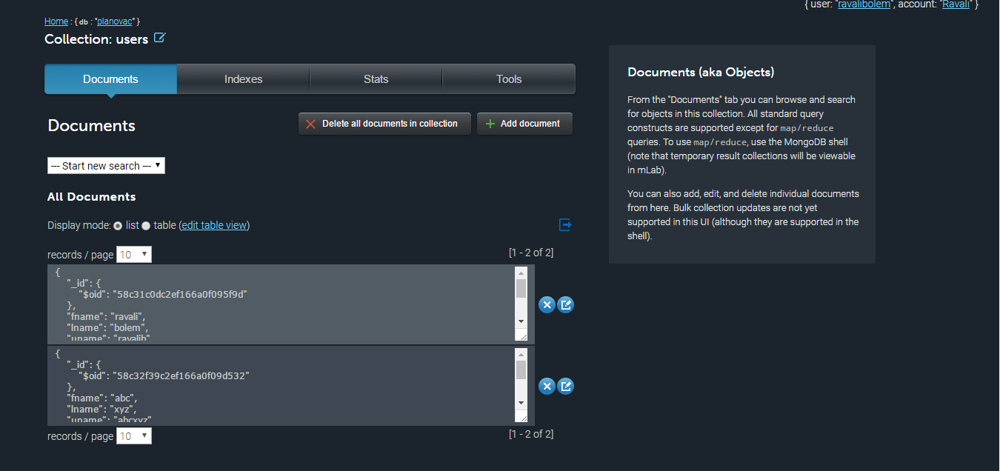 { user: "ravalibolem", account: "Ravali" }
Home : { db : "planovac" }
Collection: users
Documents
Indexes
Stats
Tools
Documents
Delete all documents in collection
Add document
--- Start new search ---
All Documents
Display mode: list table (edit table view)
records / page 10
[1 - 2 of 2]
{
"_id": {
"$oid": "58c31c0dc2ef166a0f095f9d"
},
"fname": "ravali",
"lname": "bolem",
"uname": "ravalib"
{
"_id": {
"$oid": "58c32f39c2ef166a0f09d532"
},
"fname": "abc",
"lname": "xyz",
"uname": "abcxyz"
records / page 10
[1 - 2 of 2]
Documents (aka Objects)
From the "Documents" tab you can browse and search
for objects in this collection. All standard query
constructs are supported except for map/reduce
queries. To use map/reduce, use the MongoDB shell
(note that temporary result collections will be viewable
in mLab).
You can also add, edit, and delete individual documents
from here. Bulk collection updates are not yet
supported in this UI (although they are supported in the
shell).